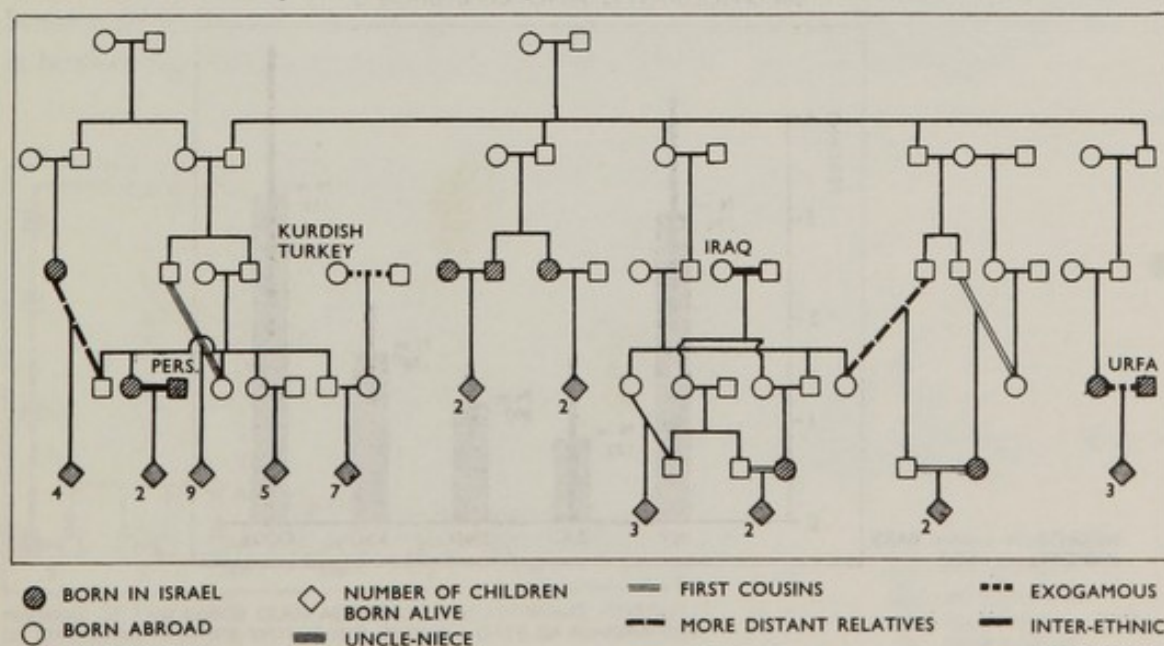 KURDISH
TURKEY
IRAQ
PERS.
URFA
2
2
4
2
9
5
7
3
2
2
3
BORN IN ISRAEL
BORN ABROAD
NUMBER OF CHILDREN
BORN ALIVE
UNCLE-NIECE
FIRST COUSINS
MORE DISTANT RELATIVES
EXOGAMOUS
INTER-ETHNIC